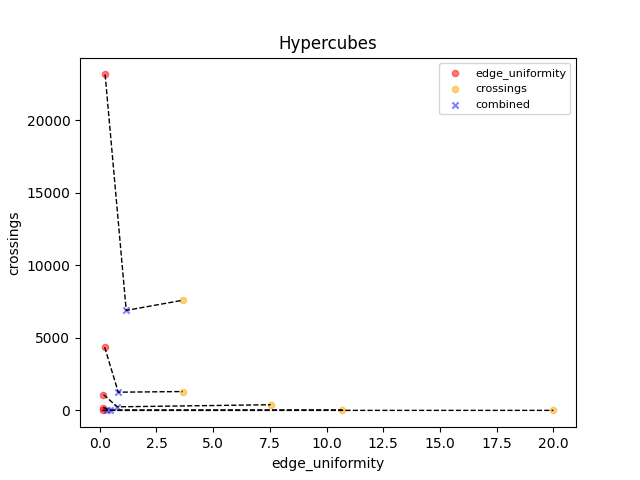 Hypercubes
edge_uniformity
crossings
combined
20000
15000
10000
5000
0
crossings
0.0 2.5 5.0 7.5 10.0 12.5 15.0 17.5 20.0
edge_uniformity